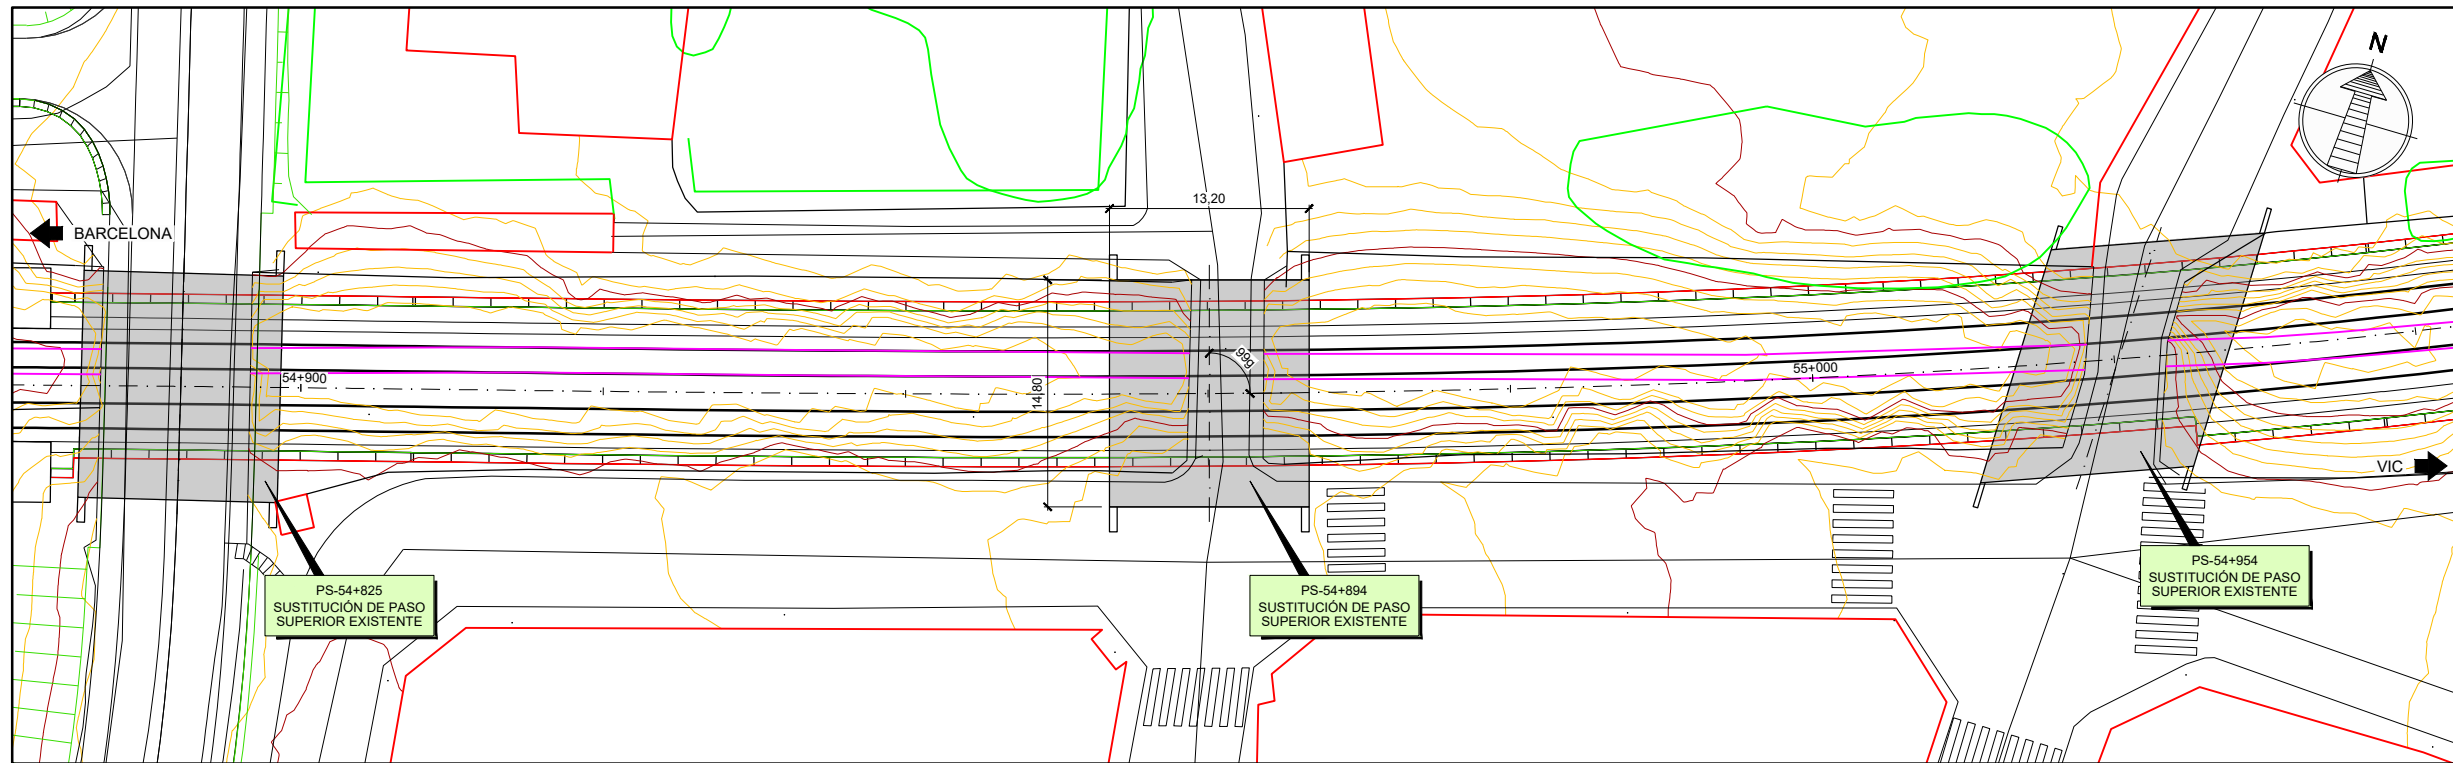 N
13,20
BARCELONA
99g
54+900
55+000
14,80
VIC
PS-54+825
SUSTITUCIÓN DE PASO
SUPERIOR EXISTENTE
PS-54+894
SUSTITUCIÓN DE PASO
SUPERIOR EXISTENTE
PS-54+954
SUSTITUCIÓN DE PASO
SUPERIOR EXISTENTE